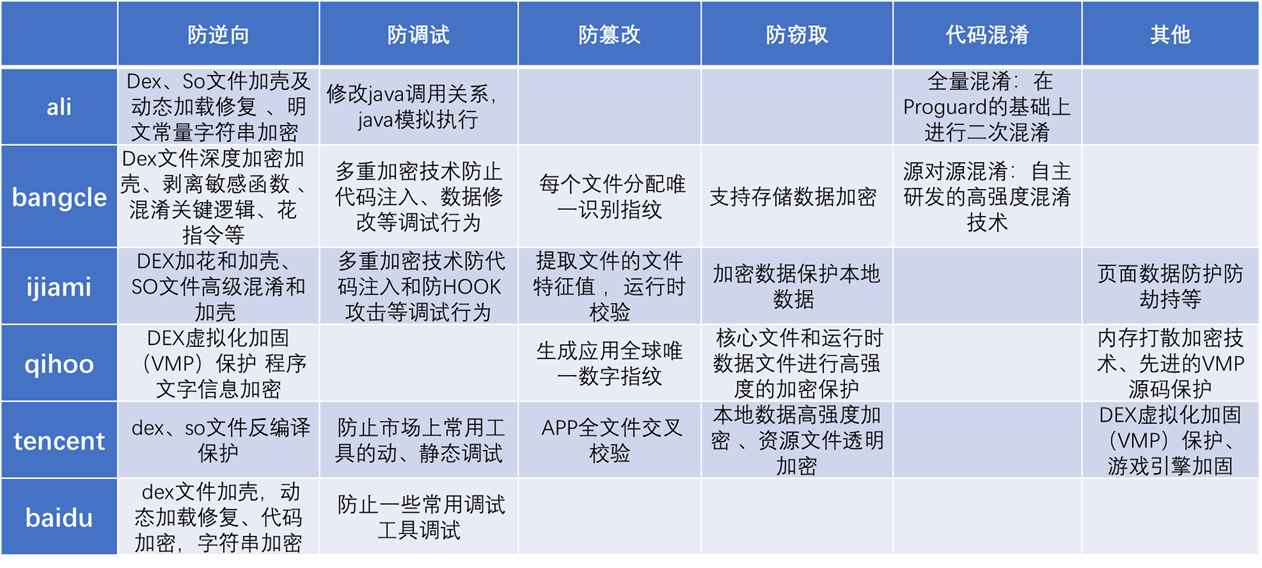 防逆向
防调试
防篡改
防窃取
代码混淆
其他
ali
Dex、So文件加壳及
动态加载修复 、明
文常量字符串加密
修改java调用关系，
java模拟执行
全量混淆：在
Proguard的基础上
进行二次混淆
bangcle
Dex文件深度加密加
壳、剥离敏感函数 、
混淆关键逻辑、花
指令等
多重加密技术防止
代码注入、数据修
改等调试行为
每个文件分配唯
一识别指纹
支持存储数据加密
源对源混淆：自主
研发的高强度混淆
技术
ijiami
DEX加花和加壳、
SO文件高级混淆和
加壳
多重加密技术防代
码注入和防HOOK
攻击等调试行为
提取文件的文件
特征值 ，运行时
校验
加密数据保护本地
数据
页面数据防护防
劫持等
qihoo
DEX虚拟化加固
（VMP）保护 程序
文字信息加密
生成应用全球唯
一数字指纹
核心文件和运行时
数据文件进行高强
度的加密保护
内存打散加密技
术、先进的VMP
源码保护
tencent
dex、so文件反编译
保护
防止市场上常用工
具的动、静态调试
APP全文件交叉
校验
本地数据高强度加
密 、资源文件透明
加密
DEX虚拟化加固
（VMP）保护、
游戏引擎加固
baidu
dex文件加壳，动
态加载修复、代码
加密，字符串加密
防止一些常用调试
工具调试